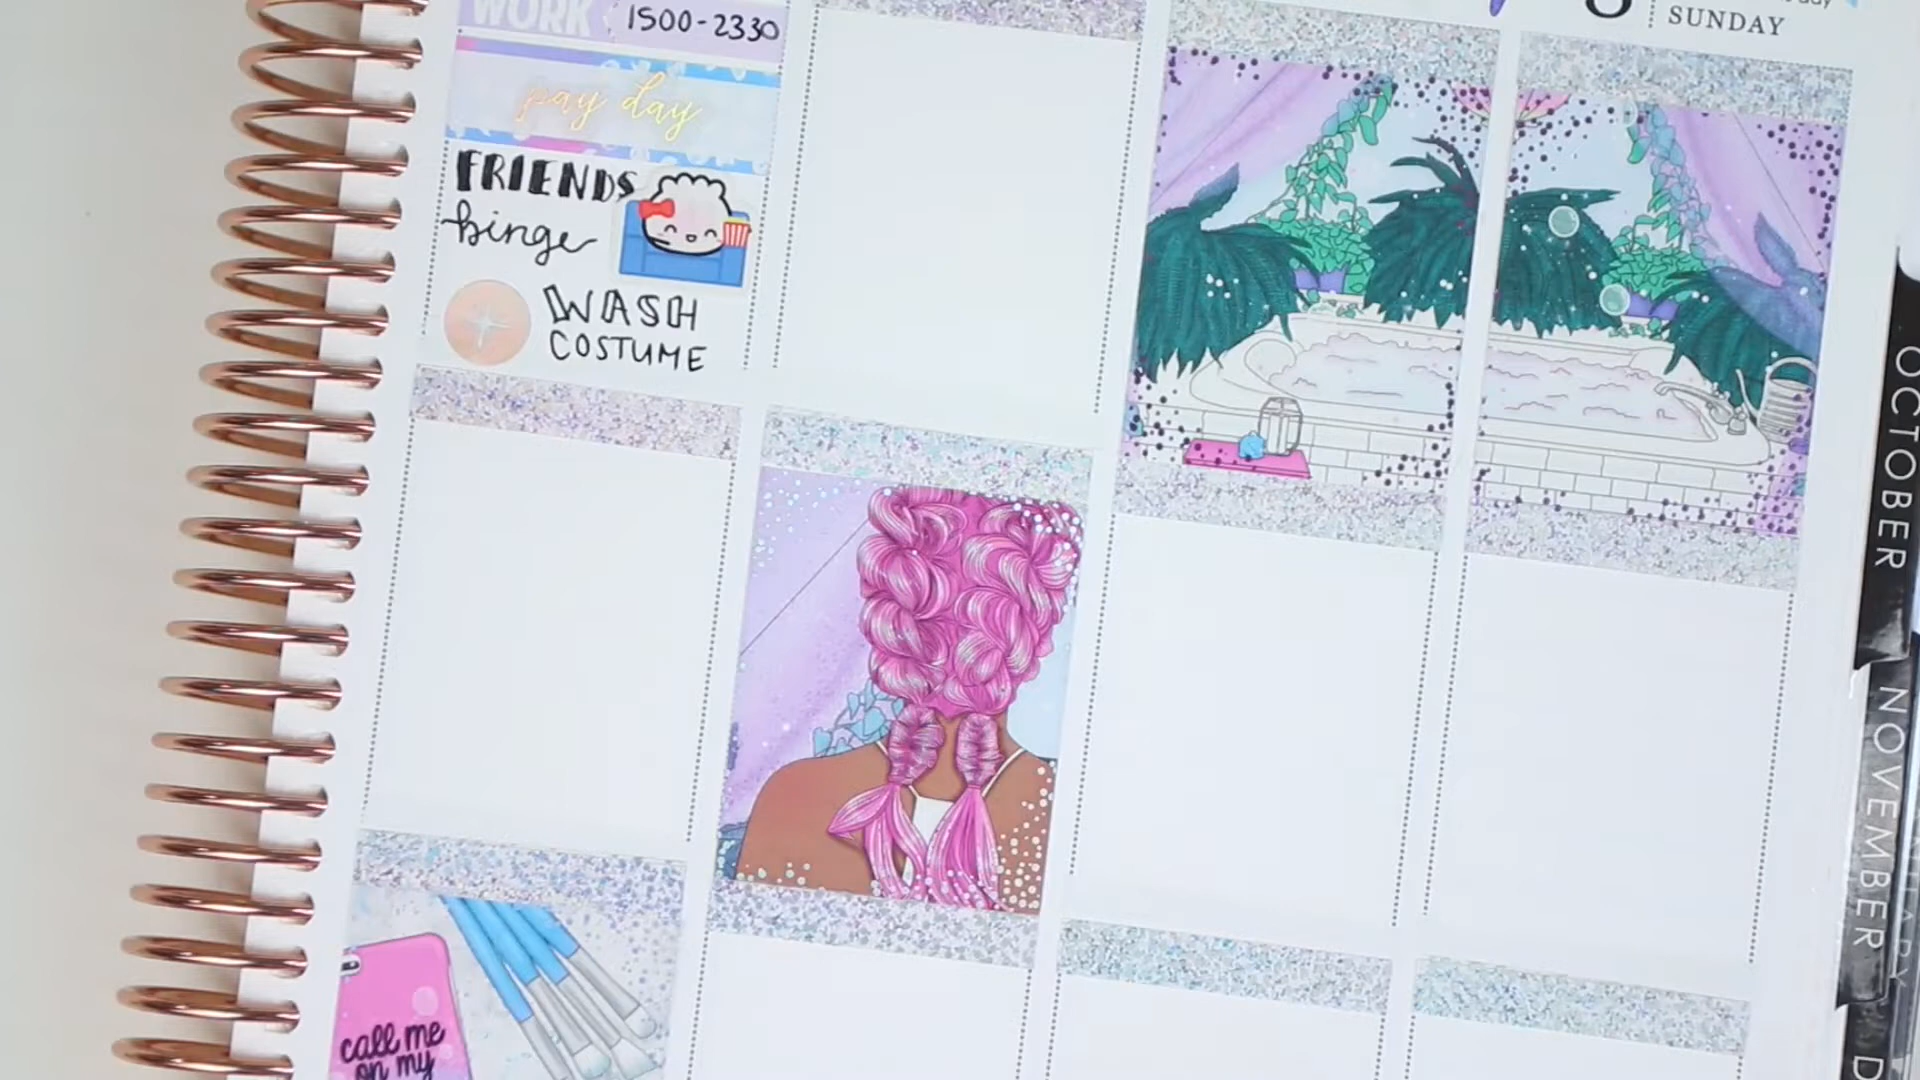 WORK 1500-2330
SUNDAY
pay day
FRIENDS
binge
WASH
COSTUME
OCTOBER
NOVEMBER
D
call me
on my